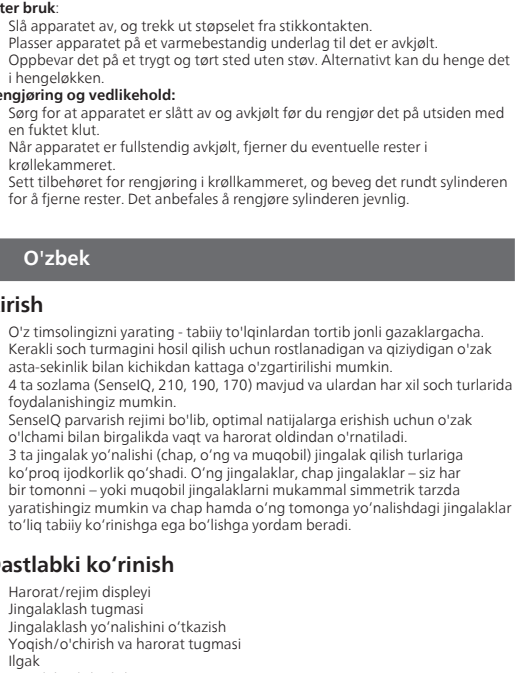 ter bruk:
Slå apparatet av, og trekk ut støpselet fra stikkontakten.
Plasser apparatet på et varmebestandig underlag til det er avkjølt.
Oppbevar det på et trygt og tørt sted uten støv. Alternativt kan du henge det
i hengeløkken.
engjøring og vedlikehold:
Sørg for at apparatet er slått av og avkjølt før du rengjør det på utsiden med
en fuktet klut.
Når apparatet er fullstendig avkjølt, fjerner du eventuelle rester i
krøllekammeret.
Sett tilbehøret for rengjøring i krøllkammeret, og beveg det rundt sylinderen
for å fjerne rester. Det anbefales å rengjøre sylinderen jevnlig.
O'zbek
irish
O'z timsolingizni yarating - tabiiy to'lqinlardan tortib jonli gazaklargacha.
Kerakli soch turmagini hosil qilish uchun rostlanadigan va qiziydigan o'zak
asta-sekinlik bilan kichikdan kattaga o'zgartirilishi mumkin.
4 ta sozlama (SenseIQ, 210, 190, 170) mavjud va ulardan har xil soch turlarida
foydalanishingiz mumkin.
SenseIQ parvarish rejimi bo'lib, optimal natijalarga erishish uchun o'zak
o'lchami bilan birgalikda vaqt va harorat oldindan o'rnatiladi.
3 ta jingalak yo'nalishi (chap, o'ng va muqobil) jingalak qilish turlariga
ko'proq ijodkorlik qo'shadi. O'ng jingalaklar, chap jingalaklar – siz har
bir tomonni – yoki muqobil jingalaklarni mukammal simmetrik tarzda
yaratishingiz mumkin va chap hamda o'ng tomonga yo'nalishdagi jingalaklar
to'liq tabiiy ko'rinishga ega bo'lishga yordam beradi.
Dastlabki ko'rinish
Harorat/rejim displeyi
Jingalaklash tugmasi
Jingalaklash yo'nalishini o'tkazish
Yoqish/o'chirish va harorat tugmasi
Ilgak